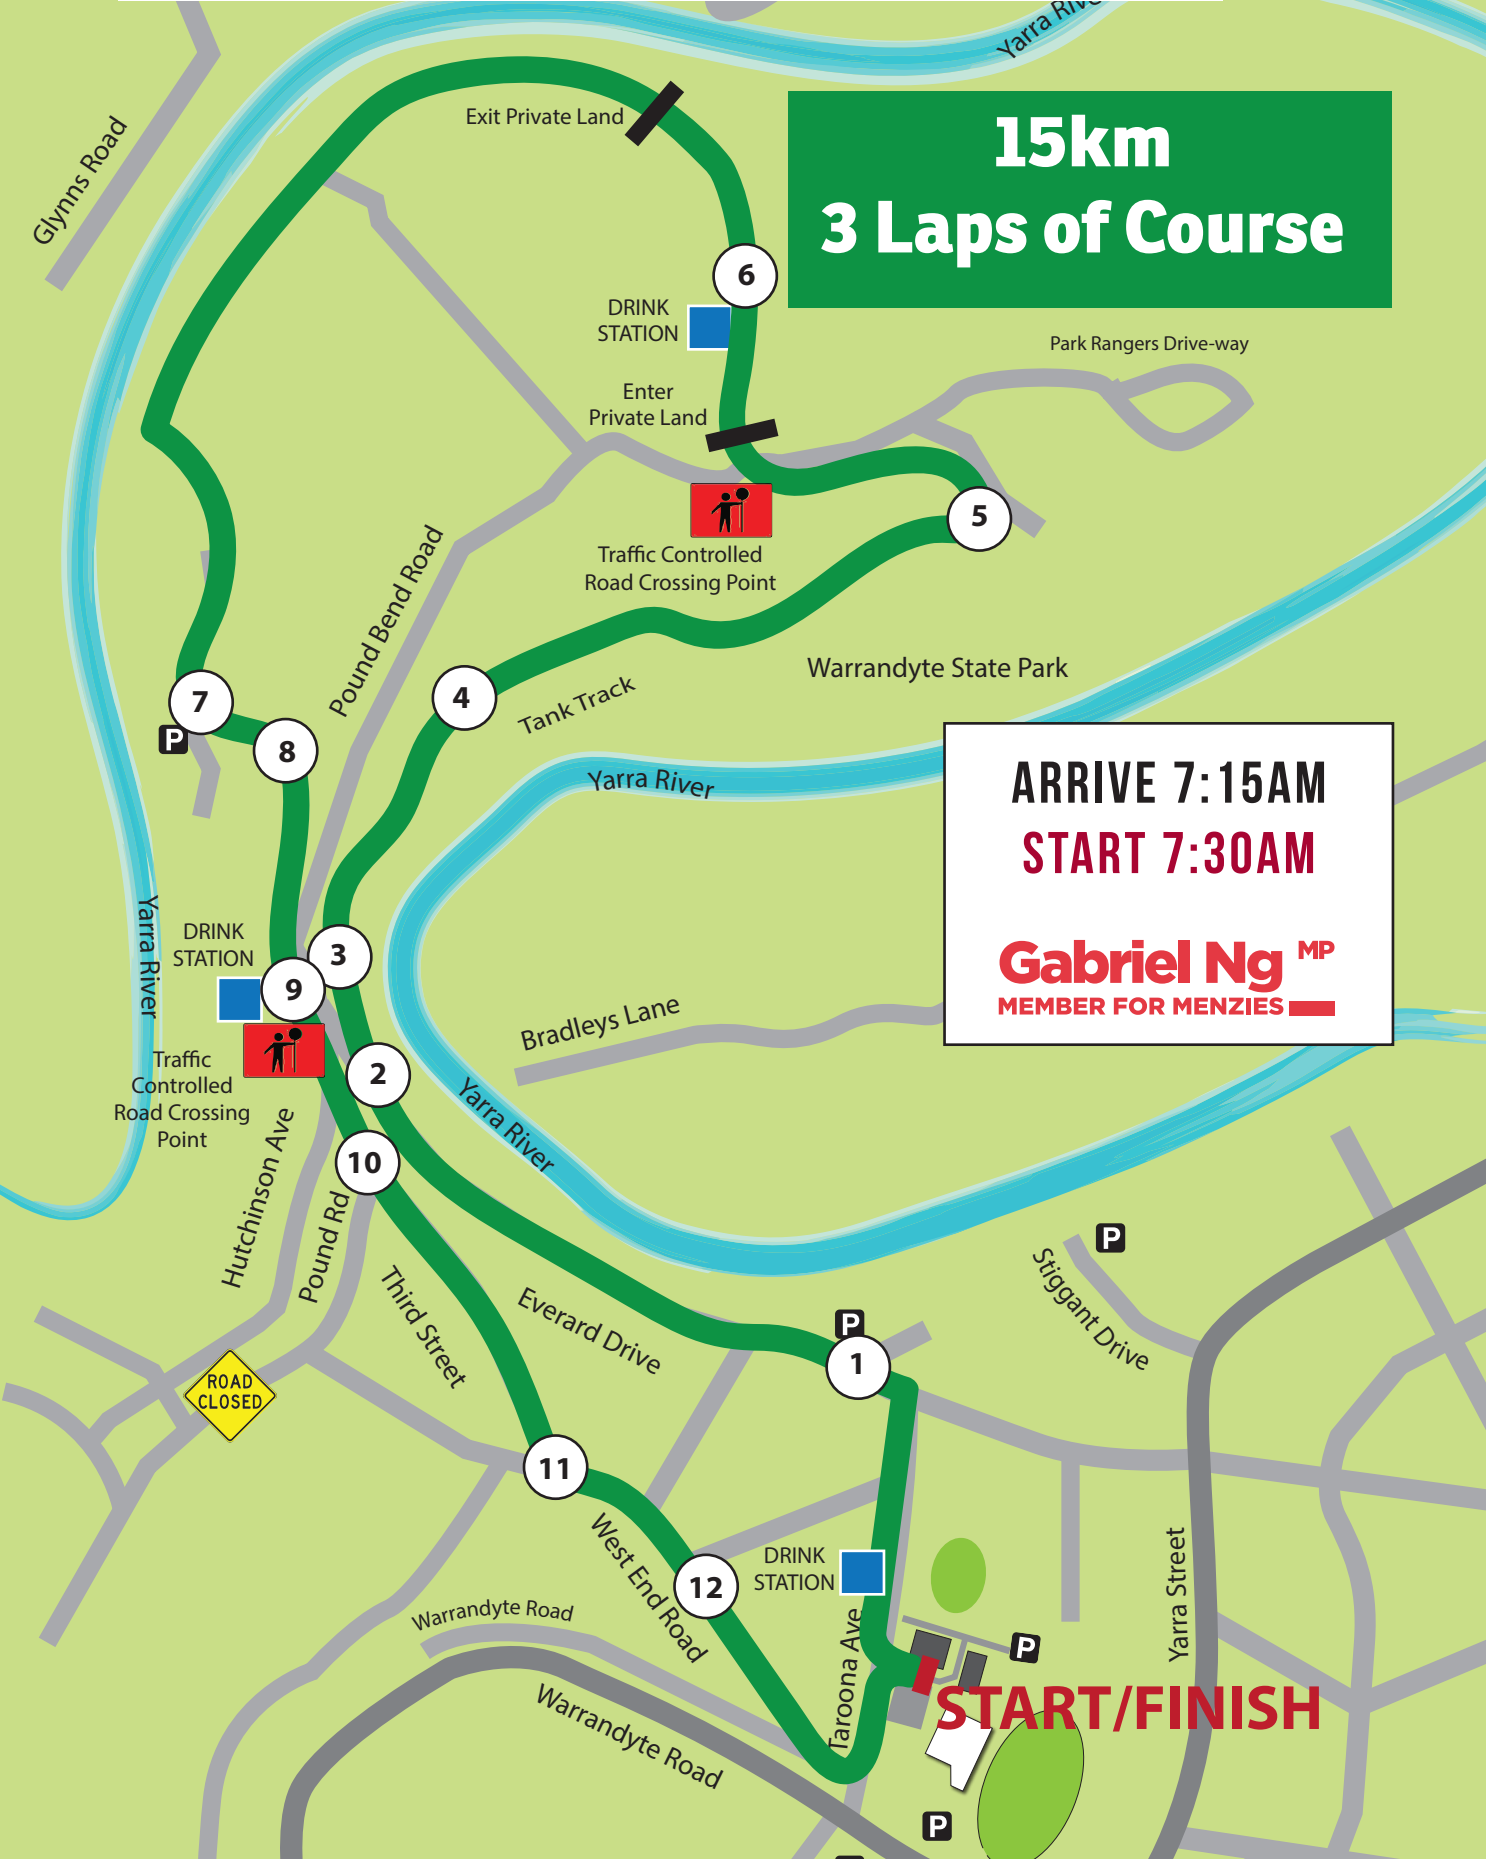 Yarra River
Exit Private Land
Glynns Road
15km
3 Laps of Course
6
DRINK
STATION
Park Rangers Drive-way
Enter
Private Land
5
Traffic Controlled
Road Crossing Point
Pound Bend Road
Warrandyte State Park
4
Tank Track
7
P
8
Yarra River
ARRIVE 7:15AM
START 7:30AM
Gabriel Ng MP
MEMBER FOR MENZIES
Yarra River
DRINK
STATION
3
9
Bradleys Lane
Traffic
Controlled
Road Crossing
Point
2
Yarra River
10
Hutchinson Ave
Pound Rd
Third Street
Everard Drive
P
Stiggant Drive
P
1
ROAD
CLOSED
11
West End Road
12
DRINK
STATION
Yarra Street
Warrandyte Road
Taroona Ave
P
START/FINISH
Warrandyte Road
P